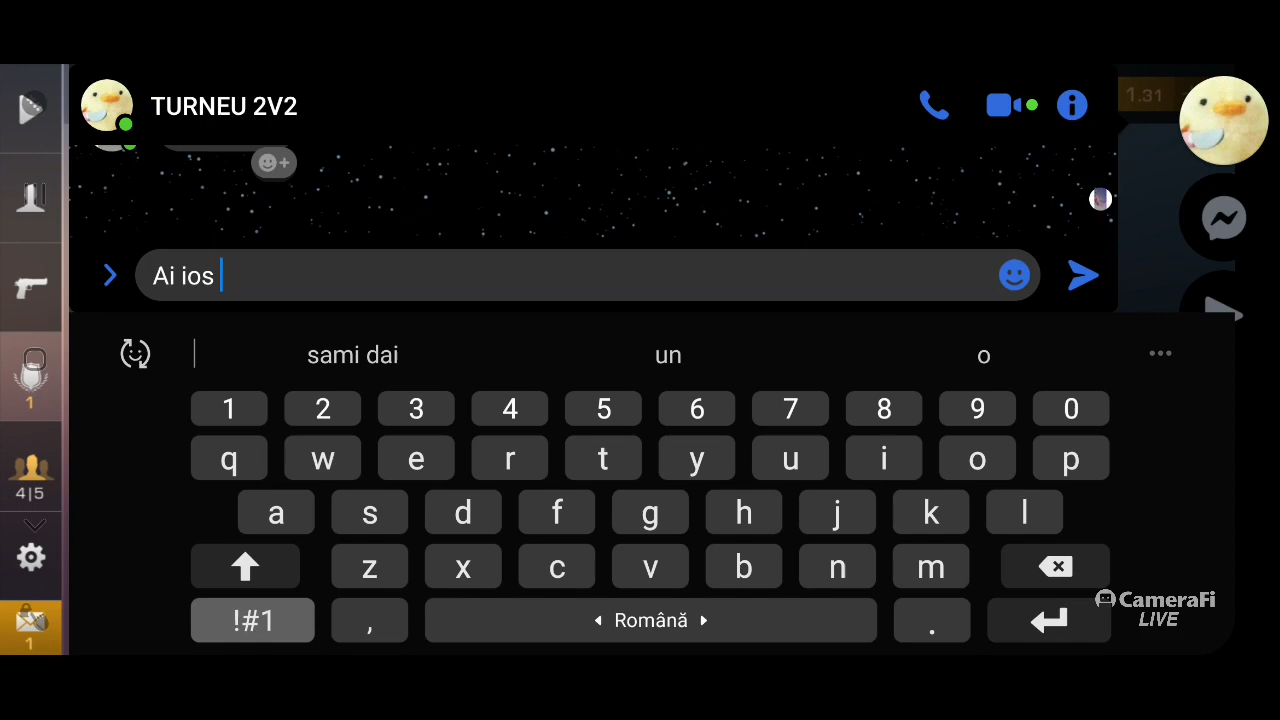 TURNEU 2V2
1.31
Ai ios
sami dai un o
1 2 3 4 5 6 7 8 9 0
q w e r t y u i o p
a s d f g h j k l
z x c v b n m
!#1 , Română .
1
4|5
1
CameraFi
LIVE